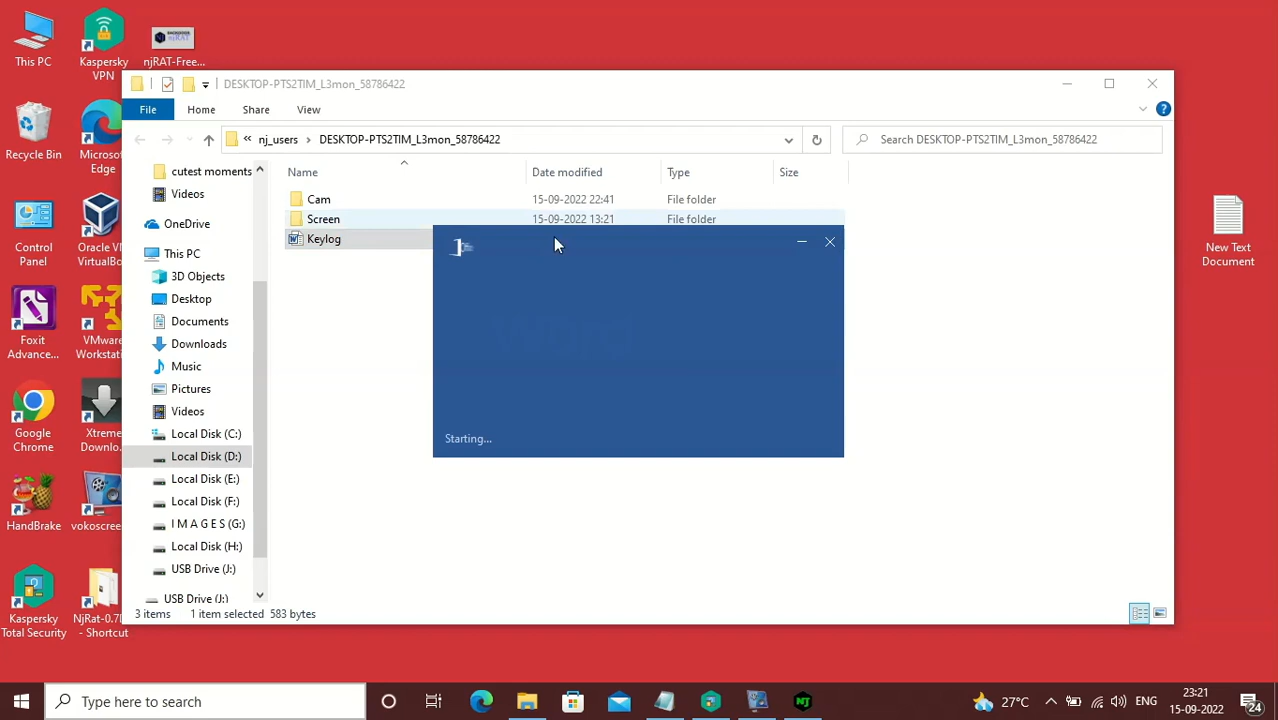 This PC
Kaspersky
VPN
njRAT-Free...
Recycle Bin
Microsoft
Edge
Control
Panel
Oracle VM
VirtualBox
Foxit
Advance...
VMware
Workstati...
Google
Chrome
Xtreme
Downlo...
HandBrake
vokoscreen
Kaspersky
Total Security
NjRat-0.7
- Shortcut
New Text
Document
DESKTOP-PTS2TIM_L3mon_58786422
File Home Share View
« nj_users › DESKTOP-PTS2TIM_L3mon_58786422
Search DESKTOP-PTS2TIM_L3mon_58786422
Name Date modified Type Size
cutest moments
Videos
OneDrive
This PC
3D Objects
Desktop
Documents
Downloads
Music
Pictures
Videos
Local Disk (C:)
Local Disk (D:)
Local Disk (E:)
Local Disk (F:)
I M A G E S (G:)
Local Disk (H:)
USB Drive (J:)
USB Drive (J:)
Cam 15-09-2022 22:41 File folder
Screen 15-09-2022 13:21 File folder
Keylog
Word
Starting...
3 items 1 item selected 583 bytes
Type here to search
NJ
27°C
ENG
23:21
15-09-2022
24